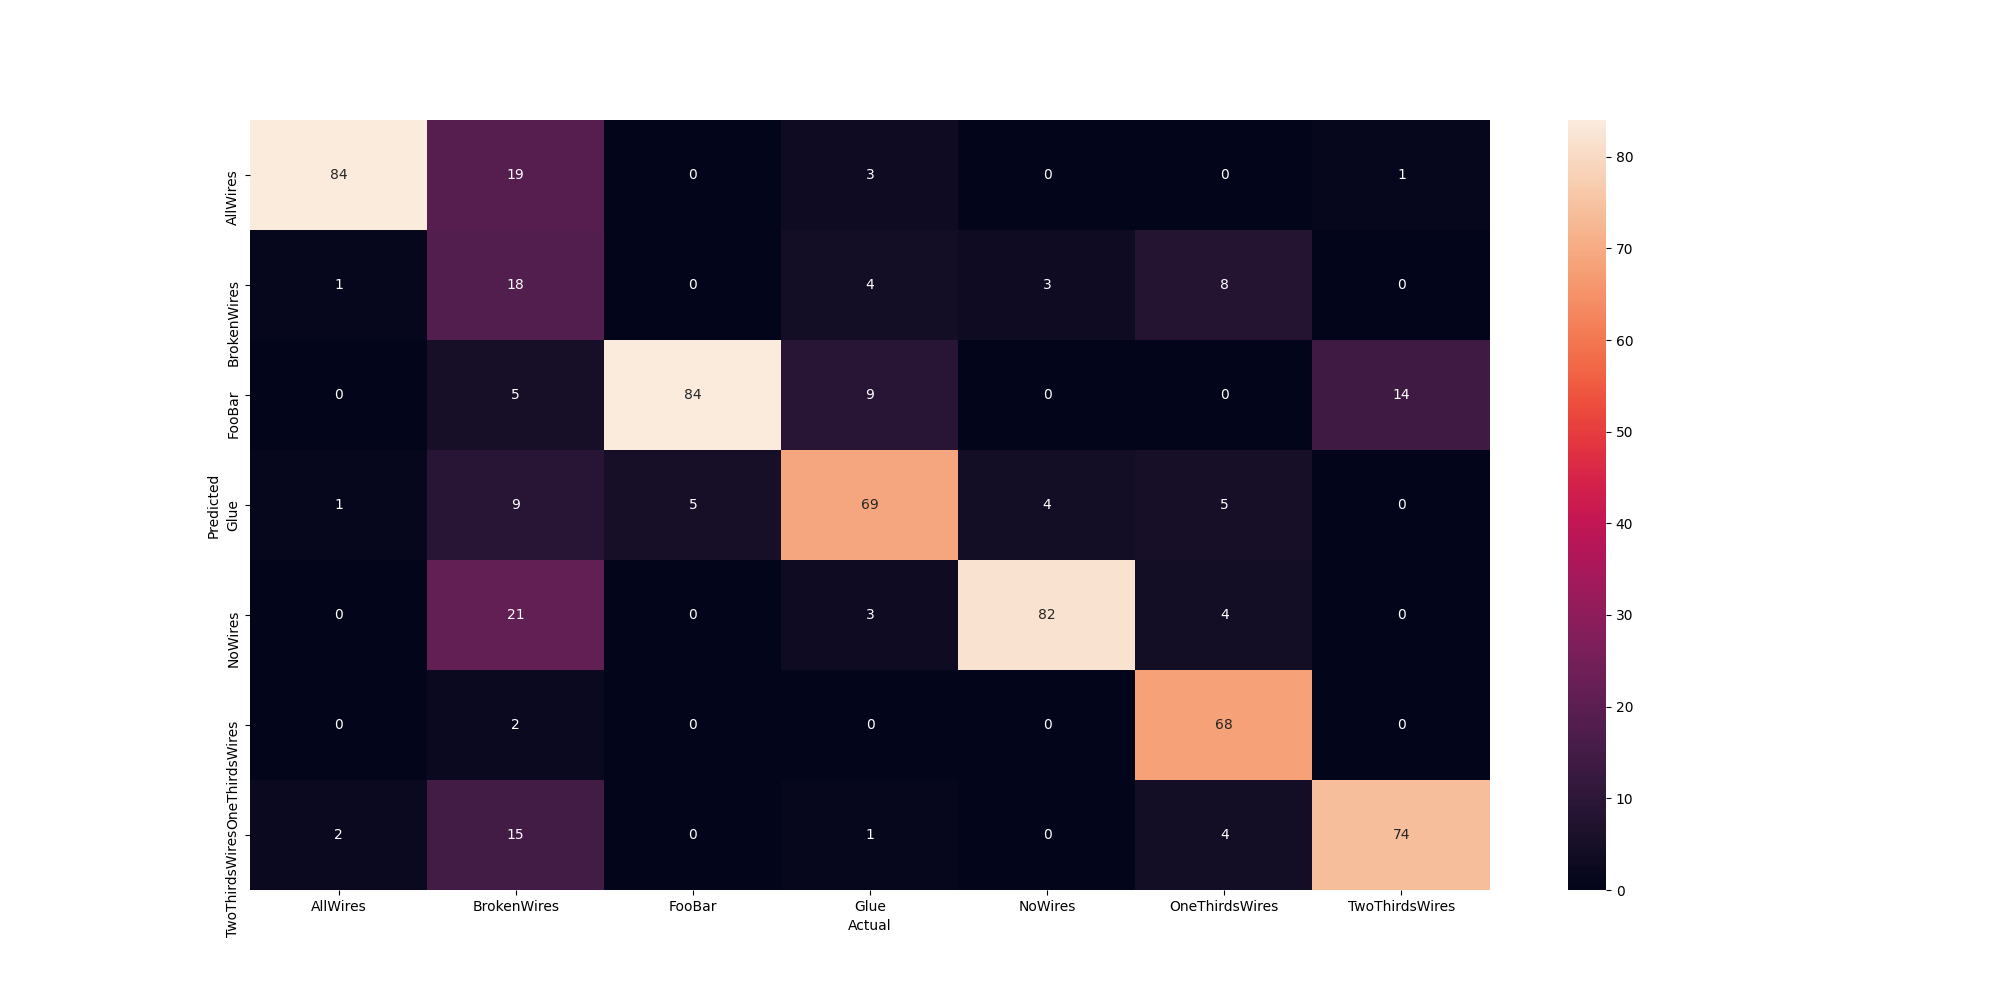 AllWires 84 19 0 3 0 0 1
BrokenWires 1 18 0 4 3 8 0
FooBar 0 5 84 9 0 0 14
Predicted
Glue 1 9 5 69 4 5 0
NoWires 0 21 0 3 82 4 0
OneThirdsWires 0 2 0 0 0 68 0
TwoThirdsWires 2 15 0 1 0 4 74
AllWires BrokenWires FooBar Glue NoWires OneThirdsWires TwoThirdsWires
Actual
80
70
60
50
40
30
20
10
0